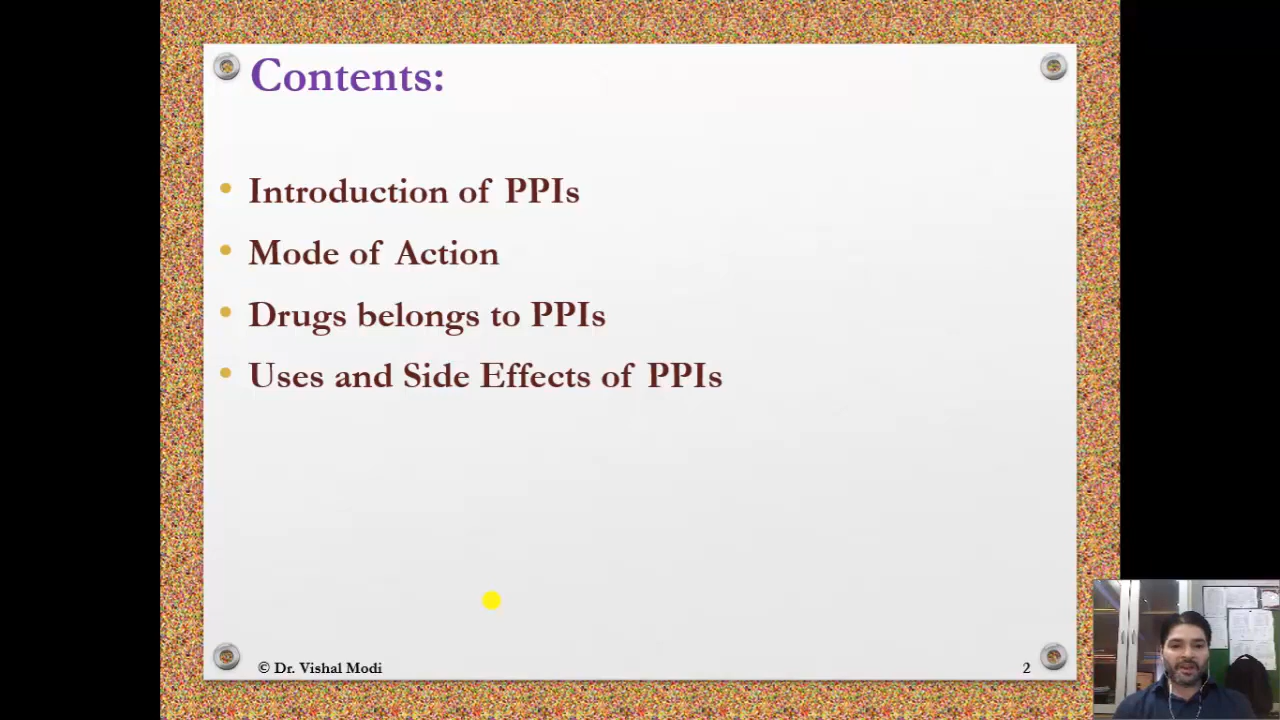 Contents:
Introduction of PPIs
Mode of Action
Drugs belongs to PPIs
Uses and Side Effects of PPIs
© Dr. Vishal Modi
2